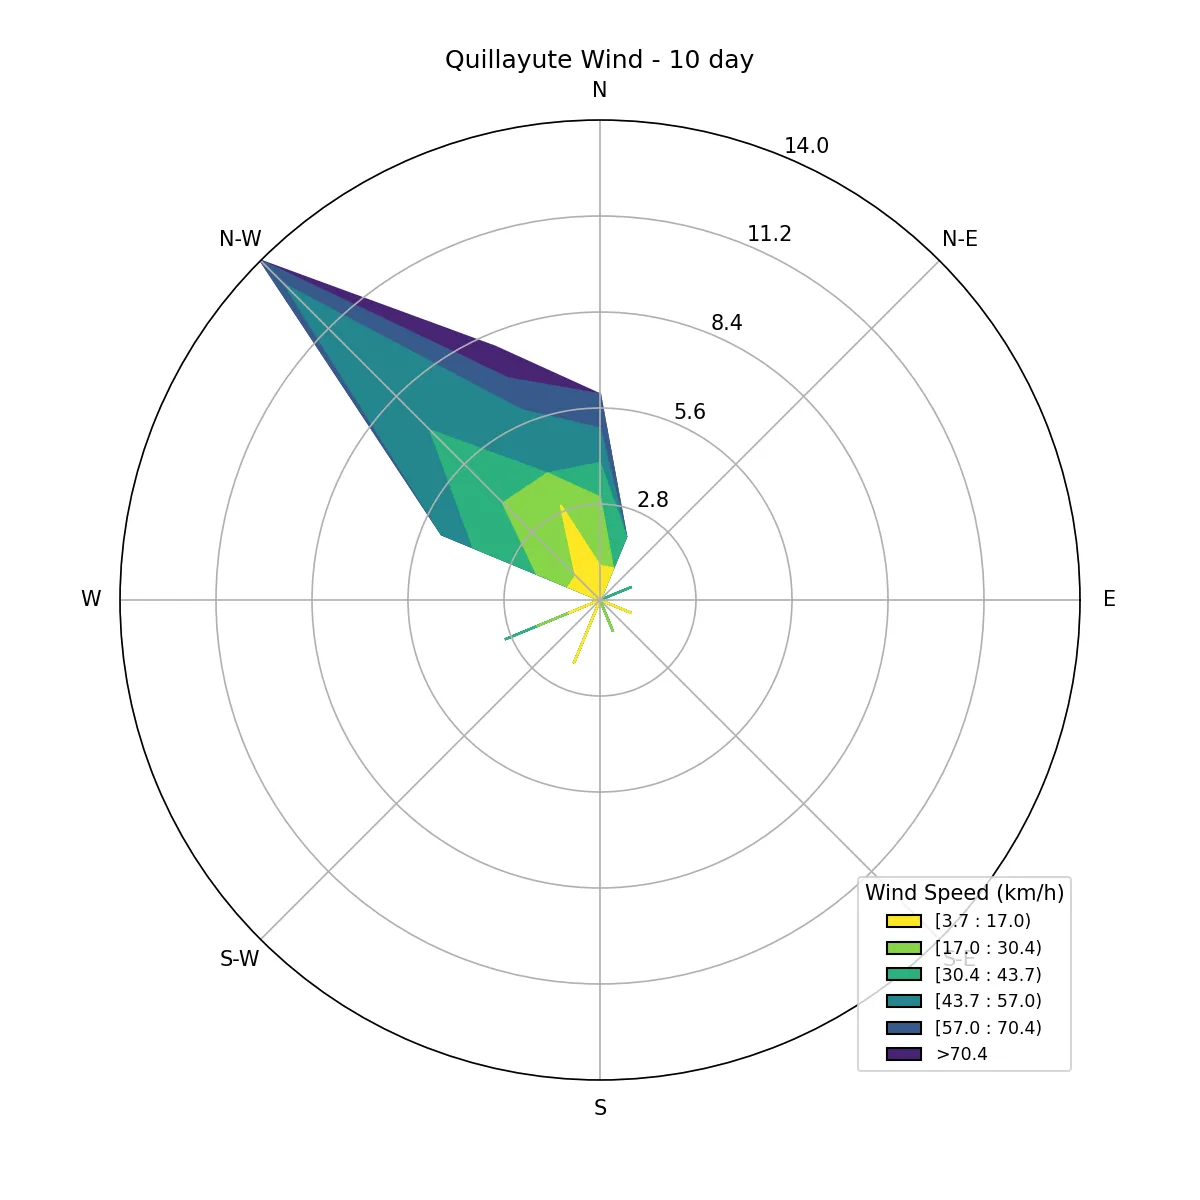 Quillayute Wind - 10 day
N
14.0
11.2
N-W
N-E
8.4
5.6
2.8
W
E
Wind Speed (km/h)
[3.7 : 17.0)
[17.0 : 30.4)
S-W
S-E
[30.4 : 43.7)
[43.7 : 57.0)
[57.0 : 70.4)
>70.4
S